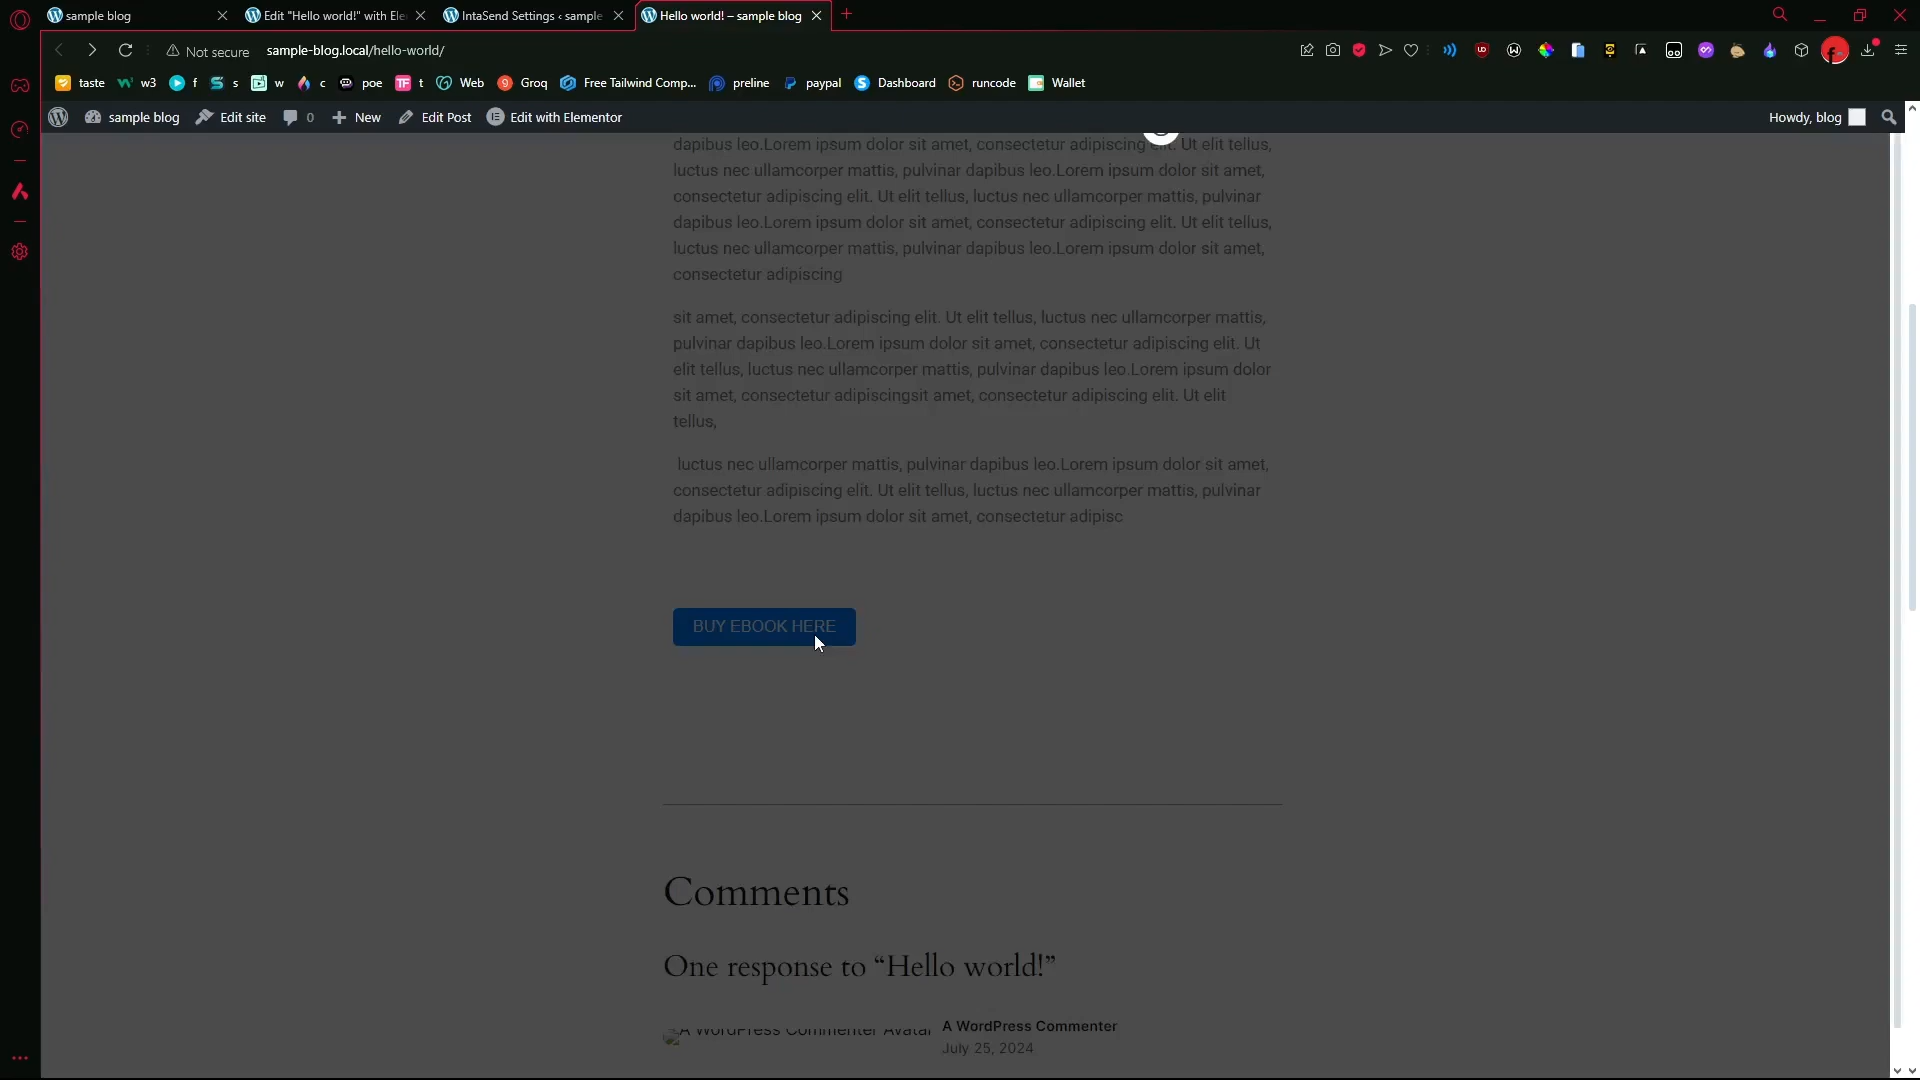 sample blog
Edit "Hello world!" with Ele
IntaSend Settings ‹ sample
Hello world! – sample blog
Not secure
sample-blog.local/hello-world/
taste
w3
f
s
w
c
poe
t
Web
Groq
Free Tailwind Comp...
preline
paypal
Dashboard
runcode
Wallet
sample blog
Edit site
0
New
Edit Post
Edit with Elementor
Howdy, blog
dapibus leo.Lorem ipsum dolor sit amet, consectetur adipiscing elit. Ut elit tellus,
luctus nec ullamcorper mattis, pulvinar dapibus leo.Lorem ipsum dolor sit amet,
consectetur adipiscing elit. Ut elit tellus, luctus nec ullamcorper mattis, pulvinar
dapibus leo.Lorem ipsum dolor sit amet, consectetur adipiscing elit. Ut elit tellus,
luctus nec ullamcorper mattis, pulvinar dapibus leo.Lorem ipsum dolor sit amet,
consectetur adipiscing
sit amet, consectetur adipiscing elit. Ut elit tellus, luctus nec ullamcorper mattis,
pulvinar dapibus leo.Lorem ipsum dolor sit amet, consectetur adipiscing elit. Ut
elit tellus, luctus nec ullamcorper mattis, pulvinar dapibus leo.Lorem ipsum dolor
sit amet, consectetur adipiscingsit amet, consectetur adipiscing elit. Ut elit
tellus,
luctus nec ullamcorper mattis, pulvinar dapibus leo.Lorem ipsum dolor sit amet,
consectetur adipiscing elit. Ut elit tellus, luctus nec ullamcorper mattis, pulvinar
dapibus leo.Lorem ipsum dolor sit amet, consectetur adipisc
BUY EBOOK HERE
Comments
One response to “Hello world!”
A WordPress Commenter Avatar
A WordPress Commenter
July 25, 2024